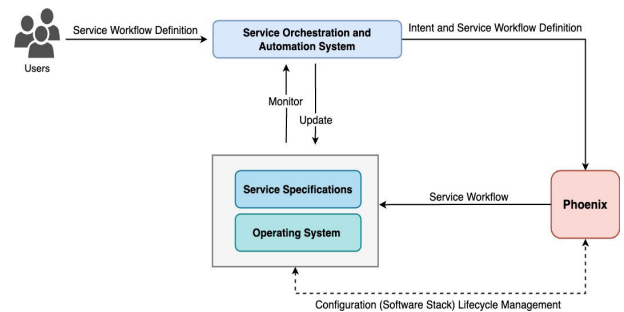 Service Workflow Definition
Service Orchestration and
Automation System
Intent and Service Workflow Definition
Users
Monitor
Update
Service Specifications
Operating System
Service Workflow
Phoenix
Configuration (Software Stack) Lifecycle Management